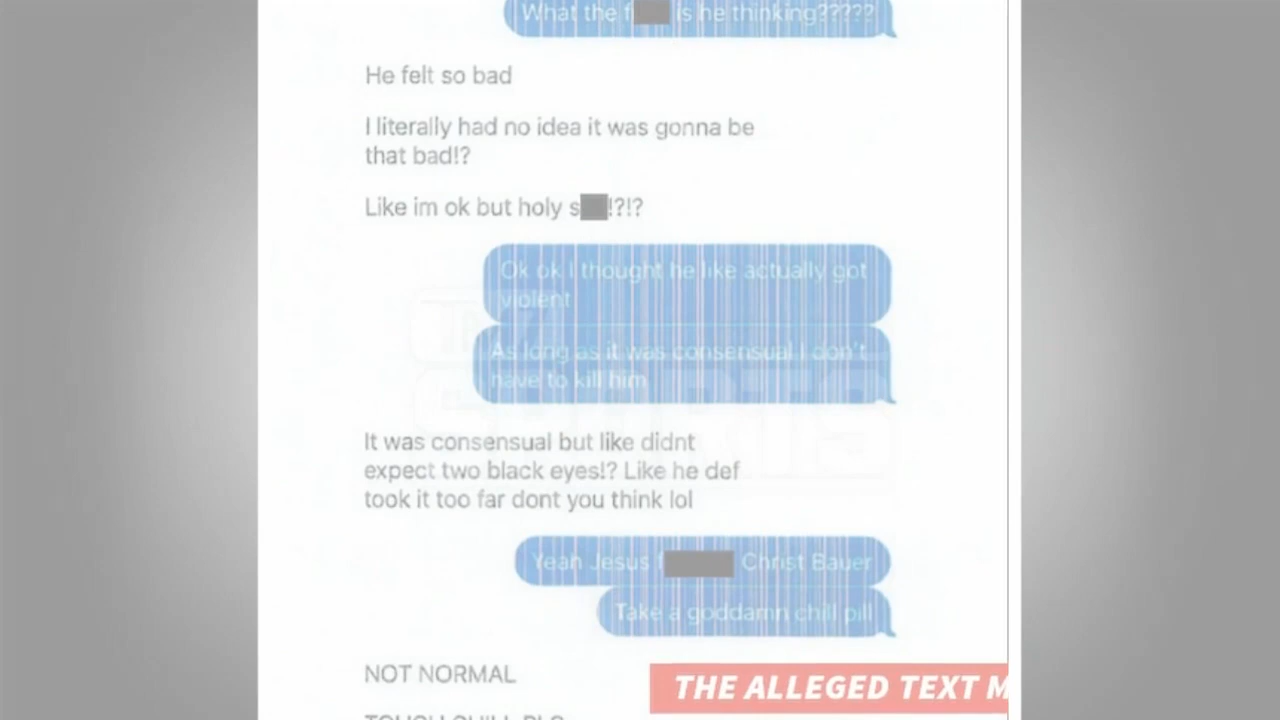 What the f is he thinking?????
He felt so bad
I literally had no idea it was gonna be
that bad!?
Like im ok but holy s !?!?
Ok ok I thought he like actually got
violent
As long as it was consensual I don't
have to kill him
It was consensual but like didnt
expect two black eyes!? Like he def
took it too far dont you think lol
Yeah Jesus f Christ Bauer
Take a goddamn chill pill
NOT NORMAL
THE ALLEGED TEXT M